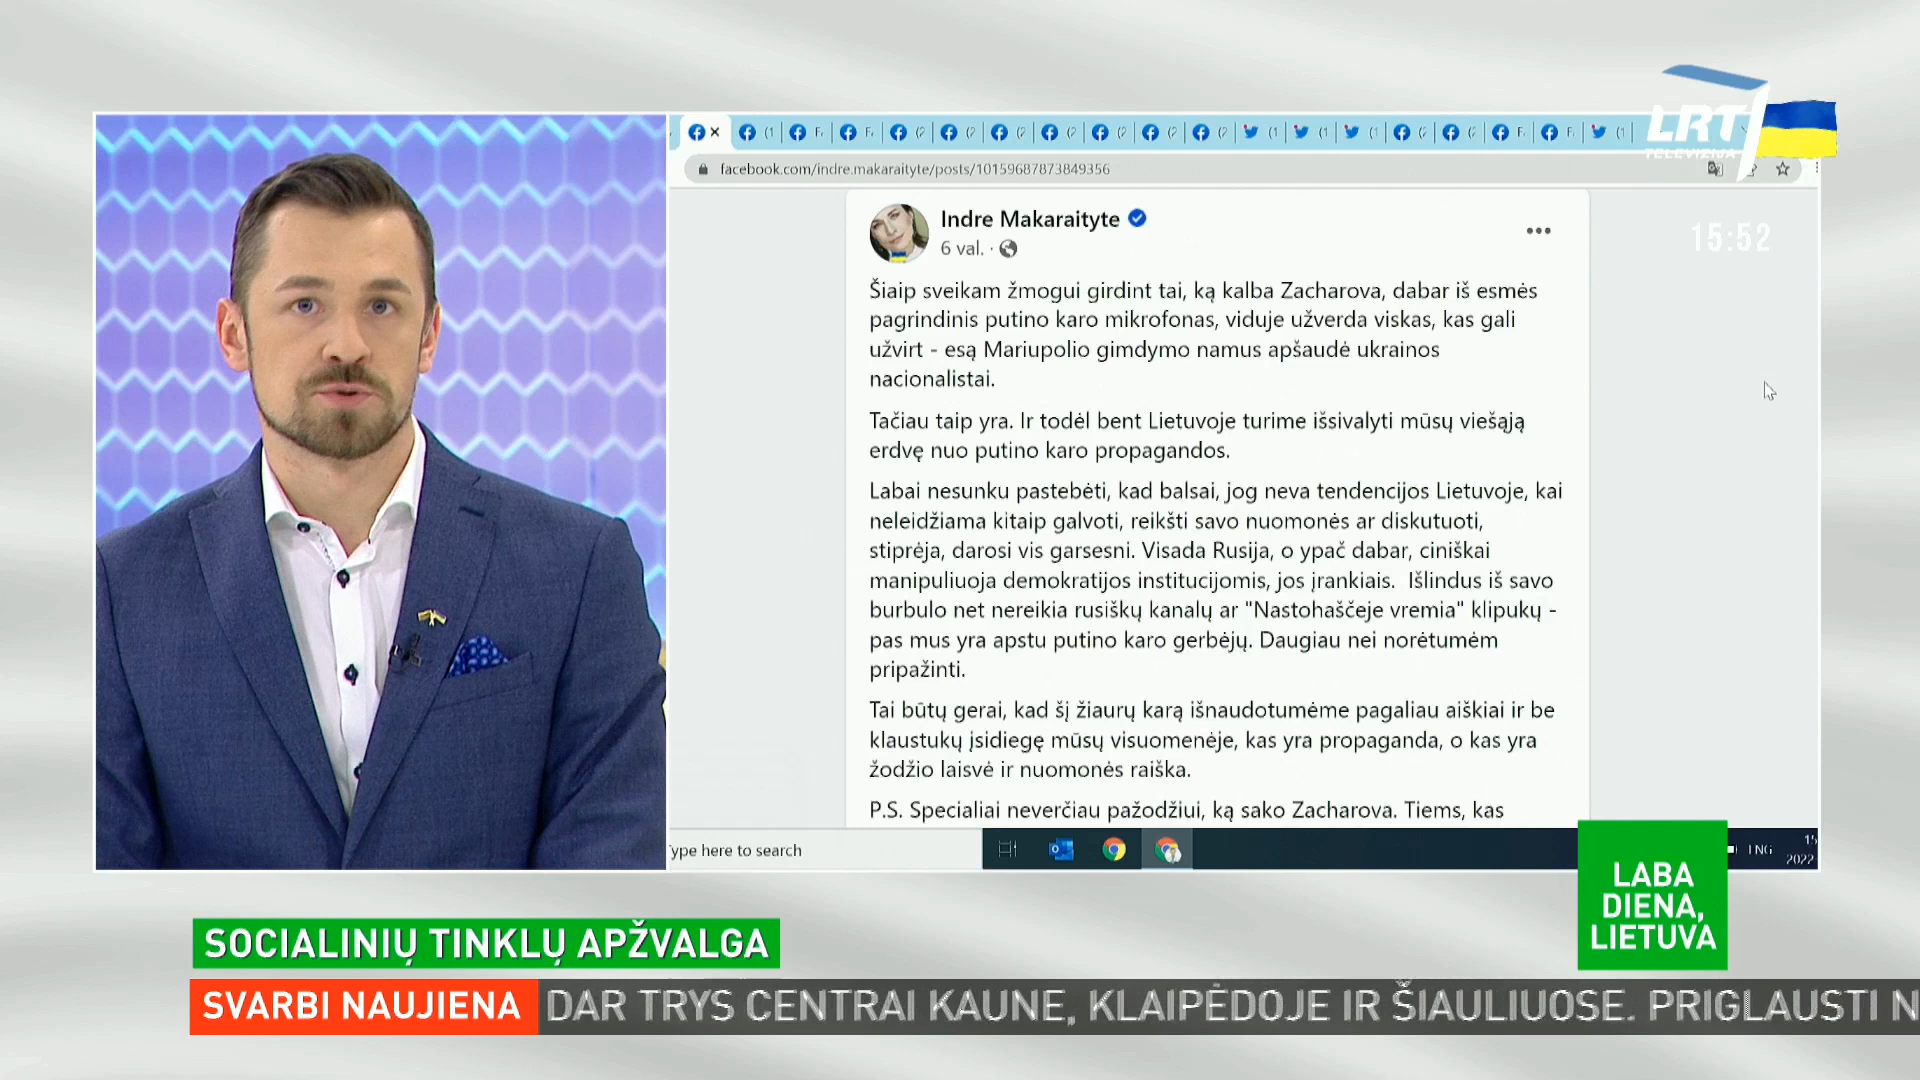 LRT
TELEVIZIJA
facebook.com/indre.makaraityte/posts/10159687873849356
Indre Makaraityte
6 val.
15:52
Šiaip sveikam žmogui girdint tai, ką kalba Zacharova, dabar iš esmės
pagrindinis putino karo mikrofonas, viduje užverda viskas, kas gali
užvirt - esą Mariupolio gimdymo namus apšaudė ukrainos
nacionalistai.
Tačiau taip yra. Ir todėl bent Lietuvoje turime išsivalyti mūsų viešąją
erdvę nuo putino karo propagandos.
Labai nesunku pastebėti, kad balsai, jog neva tendencijos Lietuvoje, kai
neleidžiama kitaip galvoti, reikšti savo nuomonės ar diskutuoti,
stiprėja, darosi vis garsesni. Visada Rusija, o ypač dabar, ciniškai
manipuliuoja demokratijos institucijomis, jos įrankiais. Išlindus iš savo
burbulo net nereikia rusiškų kanalų ar "Nastohaščeje vremia" klipukų -
pas mus yra apstu putino karo gerbėjų. Daugiau nei norėtumėm
pripažinti.
Tai būtų gerai, kad šį žiaurų karą išnaudotumėme pagaliau aiškiai ir be
klaustukų įsidiegę mūsų visuomenėje, kas yra propaganda, o kas yra
žodžio laisvė ir nuomonės raiška.
P.S. Specialiai neverčiau pažodžiui, ką sako Zacharova. Tiems, kas
Type here to search
ENG
2022
LABA
DIENA,
LIETUVA
SOCIALINIŲ TINKLŲ APŽVALGA
SVARBI NAUJIENA DAR TRYS CENTRAI KAUNE, KLAIPĖDOJE IR ŠIAULIUOSE. PRIGLAUSTI N